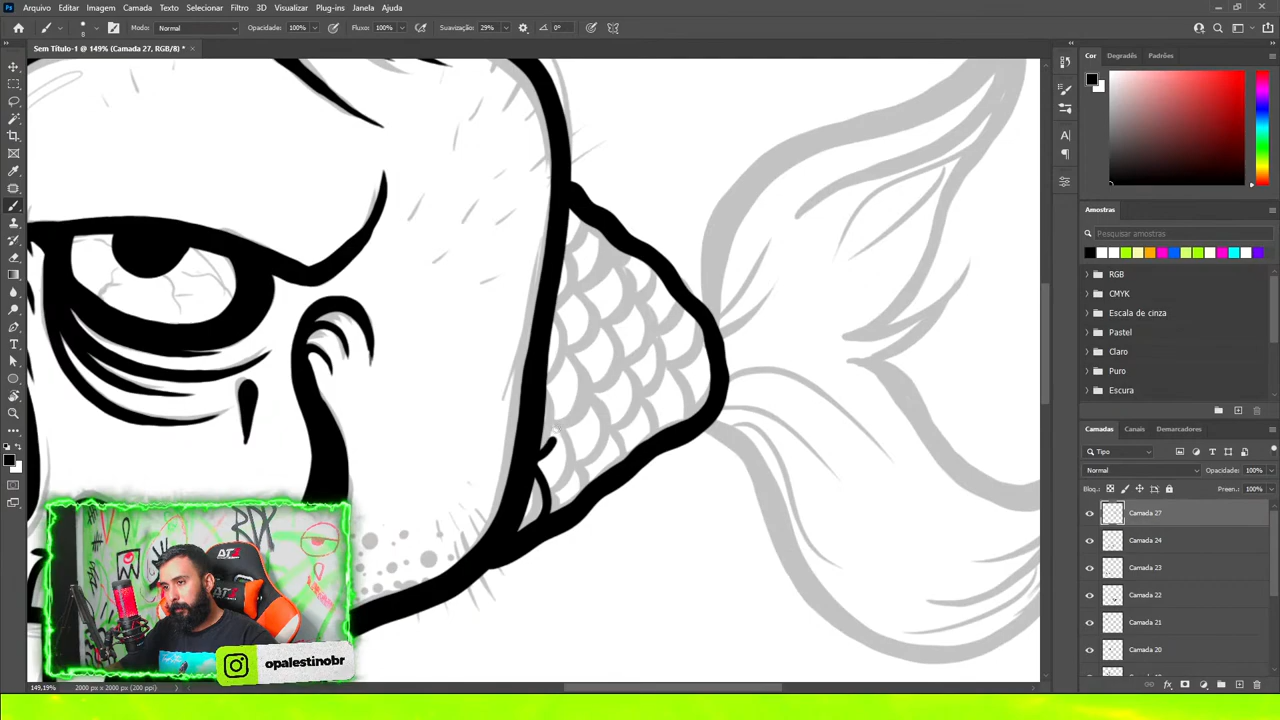 Arquivo Editar Imagem Camada Texto Selecionar Filtro 3D Visualizar Plug-ins Janela Ajuda
Modo: Normal Opacidade: 100% Fluxo: 100% Suavização: 29% 0°
8
Sem Título-1 @ 149% (Camada 27, RGB/8) *
Cor Degradês Padrões
Amostras
Pesquisar amostras
RGB
CMYK
Escala de cinza
Pastel
Claro
Puro
Escura
Camadas Canais Demarcadores
Tipo
Normal Opacidade: 100%
Bloq.: Preen.: 100%
Camada 27
Camada 24
Camada 23
Camada 22
Camada 21
Camada 20
opalestinobr
149,19% 2000 px x 2000 px (200 ppi)